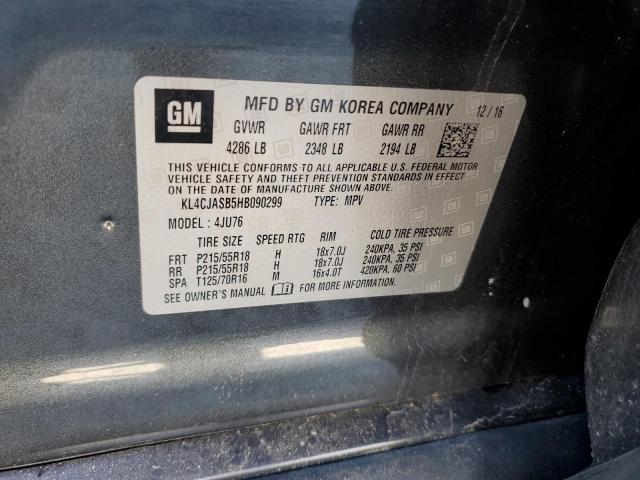 GM MFD BY GM KOREA COMPANY 12/16
GVWR GAWR FRT GAWR RR
4286 LB 2348 LB 2194 LB
THIS VEHICLE CONFORMS TO ALL APPLICABLE U.S. FEDERAL MOTOR
VEHICLE SAFETY AND THEFT PREVENTION STANDARDS IN EFFECT
ON THE DATE OF MANUFACTURE SHOWN ABOVE.
KL4CJASB5HB090299 TYPE: MPV
MODEL : 4JU76
TIRE SIZE SPEED RTG RIM COLD TIRE PRESSURE
FRT P215/55R18 H 18x7.0J 240KPA, 35 PSI
RR P215/55R18 H 18x7.0J 240KPA, 35 PSI
SPA T125/70R16 M 16x4.0T 420KPA, 60 PSI
SEE OWNER'S MANUAL FOR MORE INFORMATION.